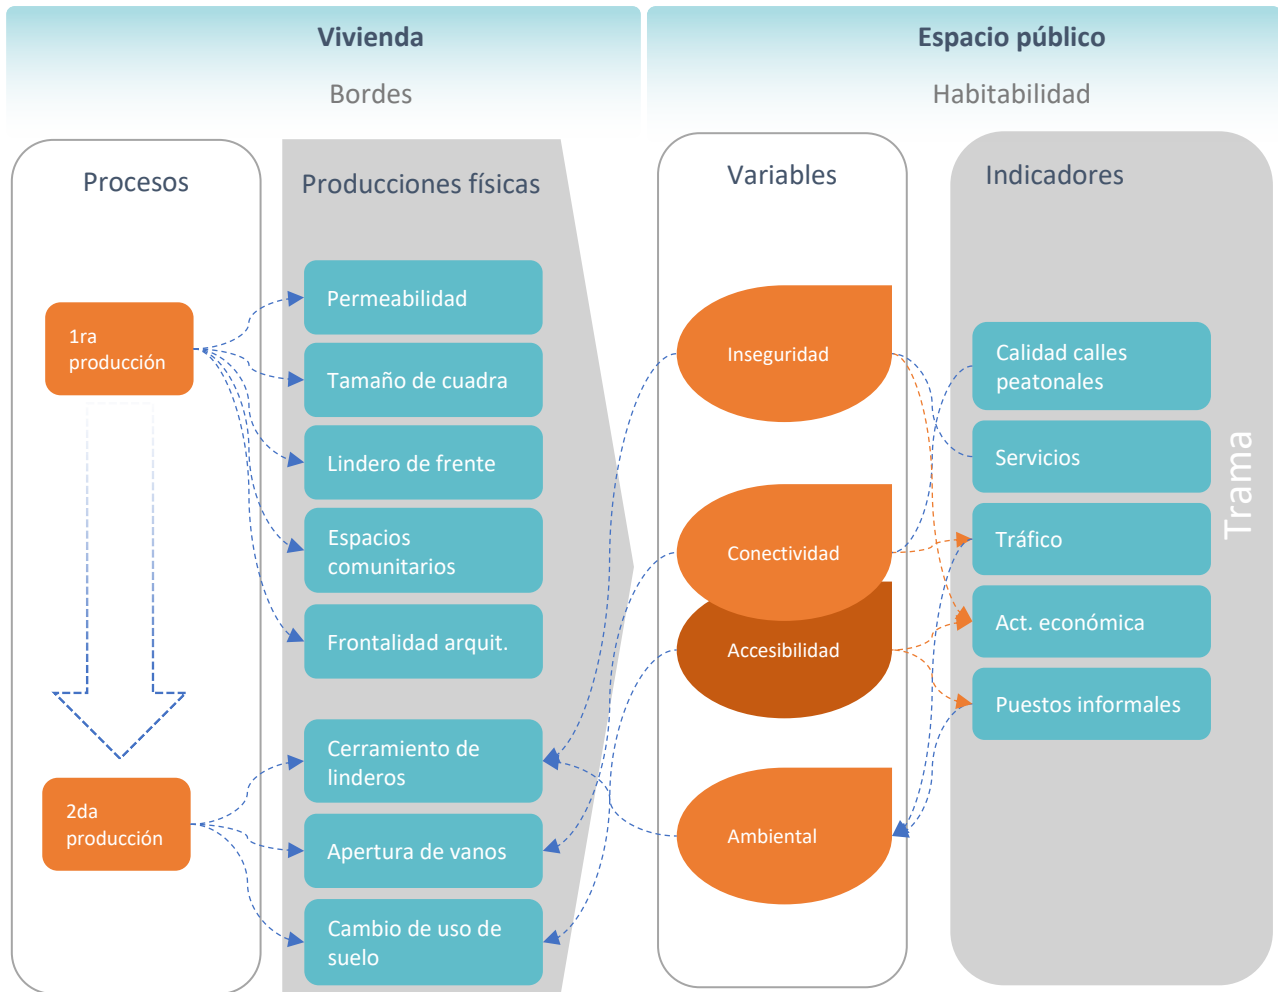 Vivienda
Bordes
Espacio público
Habitabilidad
Procesos
1ra
producción
2da
producción
Producciones físicas
Permeabilidad
Tamaño de cuadra
Lindero de frente
Espacios
comunitarios
Frontalidad arquit.
Cerramiento de
linderos
Apertura de vanos
Cambio de uso de
suelo
Variables
Inseguridad
Conectividad
Accesibilidad
Ambiental
Indicadores
Calidad calles
peatonales
Servicios
Tráfico
Act. económica
Puestos informales
Trama